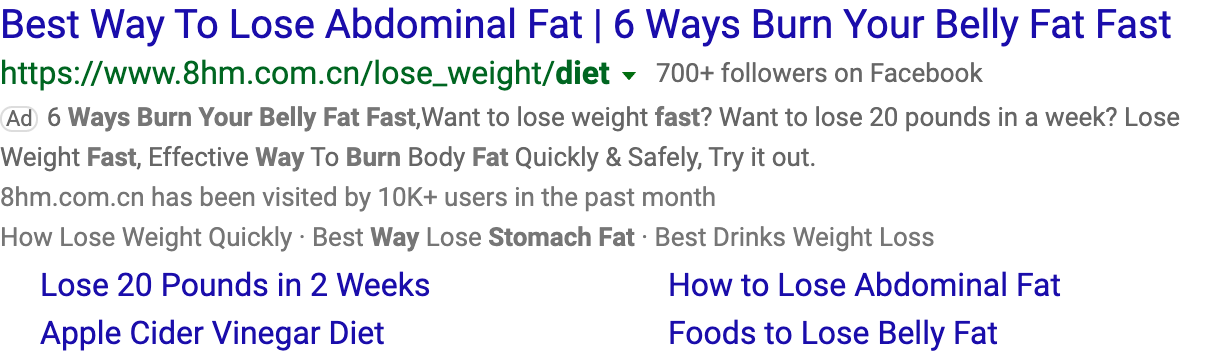 Best Way To Lose Abdominal Fat | 6 Ways Burn Your Belly Fat Fast
https://www.8hm.com.cn/lose_weight/diet 700+ followers on Facebook
Ad 6 Ways Burn Your Belly Fat Fast,Want to lose weight fast? Want to lose 20 pounds in a week? Lose
Weight Fast, Effective Way To Burn Body Fat Quickly & Safely, Try it out.
8hm.com.cn has been visited by 10K+ users in the past month
How Lose Weight Quickly · Best Way Lose Stomach Fat · Best Drinks Weight Loss
Lose 20 Pounds in 2 Weeks How to Lose Abdominal Fat
Apple Cider Vinegar Diet Foods to Lose Belly Fat